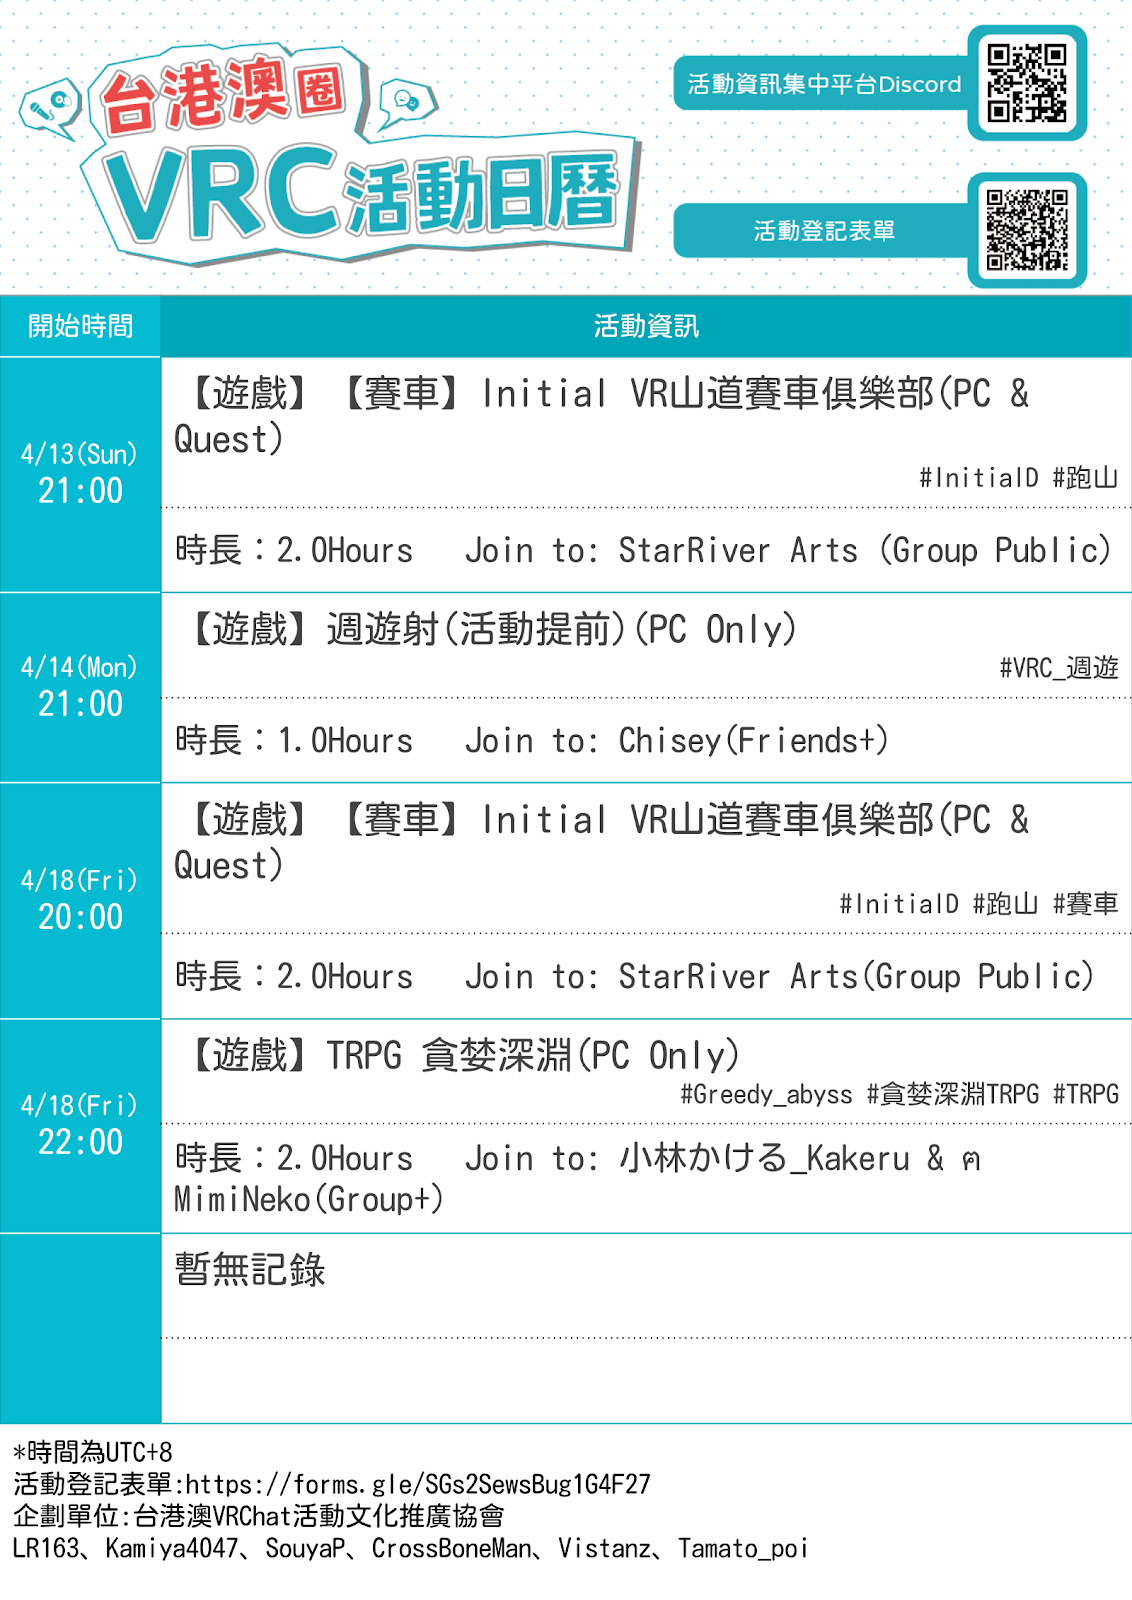 台港澳圈
VRC活動日曆
活動資訊集中平台Discord
活動登記表單
開始時間
活動資訊
4/13(Sun)
21:00
【遊戲】【賽車】Initial VR山道賽車俱樂部(PC &
Quest)
#InitialD #跑山
時長：2.0Hours Join to: StarRiver Arts (Group Public)
4/14(Mon)
21:00
【遊戲】週遊射(活動提前)(PC Only)
#VRC_週遊
時長：1.0Hours Join to: Chisey(Friends+)
4/18(Fri)
20:00
【遊戲】【賽車】Initial VR山道賽車俱樂部(PC &
Quest)
#InitialD #跑山 #賽車
時長：2.0Hours Join to: StarRiver Arts(Group Public)
4/18(Fri)
22:00
【遊戲】TRPG 貪婪深淵(PC Only)
#Greedy_abyss #貪婪深淵TRPG #TRPG
時長：2.0Hours Join to: 小林かける_Kakeru & ฅ
MimiNeko(Group+)
暫無記錄
*時間為UTC+8
活動登記表單:https://forms.gle/SGs2SewsBug1G4F27
企劃單位:台港澳VRChat活動文化推廣協會
LR163、Kamiya4047、SouyaP、CrossBoneMan、Vistanz、Tamato_poi